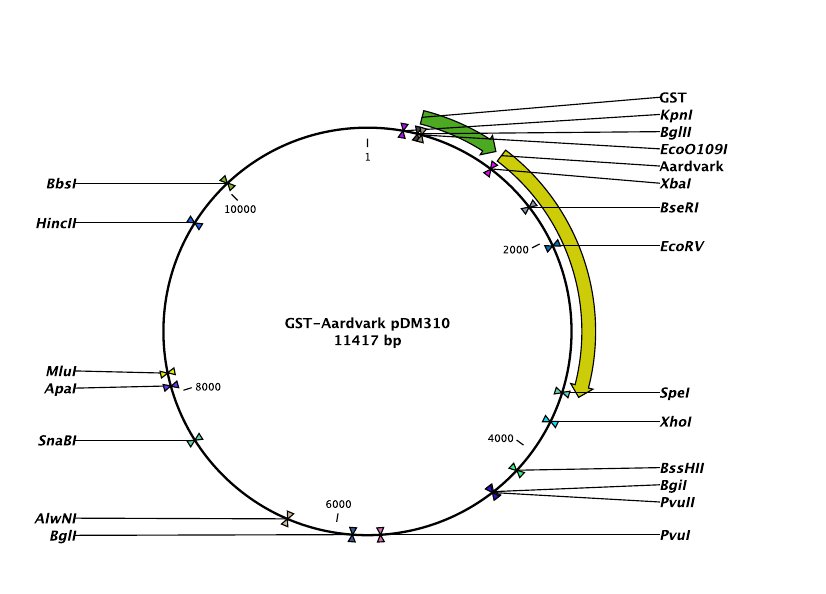 GST
KpnI
BglII
EcoO109I
Aardvark
XbaI
BseRI
EcoRV
SpeI
XhoI
BssHII
BgiI
PvuII
PvuI
BglI
AlwNI
SnaBI
ApaI
MluI
HincII
BbsI
1
2000
4000
6000
8000
10000
GST-Aardvark pDM310
11417 bp